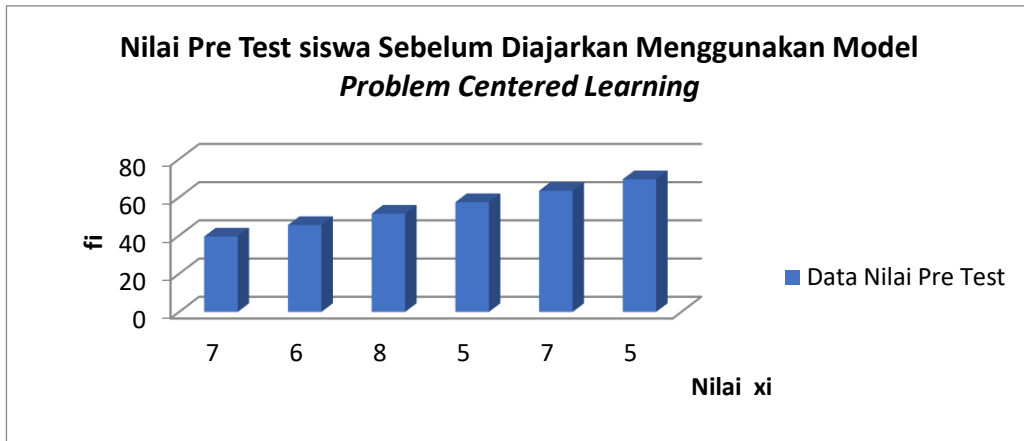 Nilai Pre Test siswa Sebelum Diajarkan Menggunakan Model
Problem Centered Learning
80
60
40
20
0
fi
7 6 8 5 7 5
Nilai xi
Data Nilai Pre Test